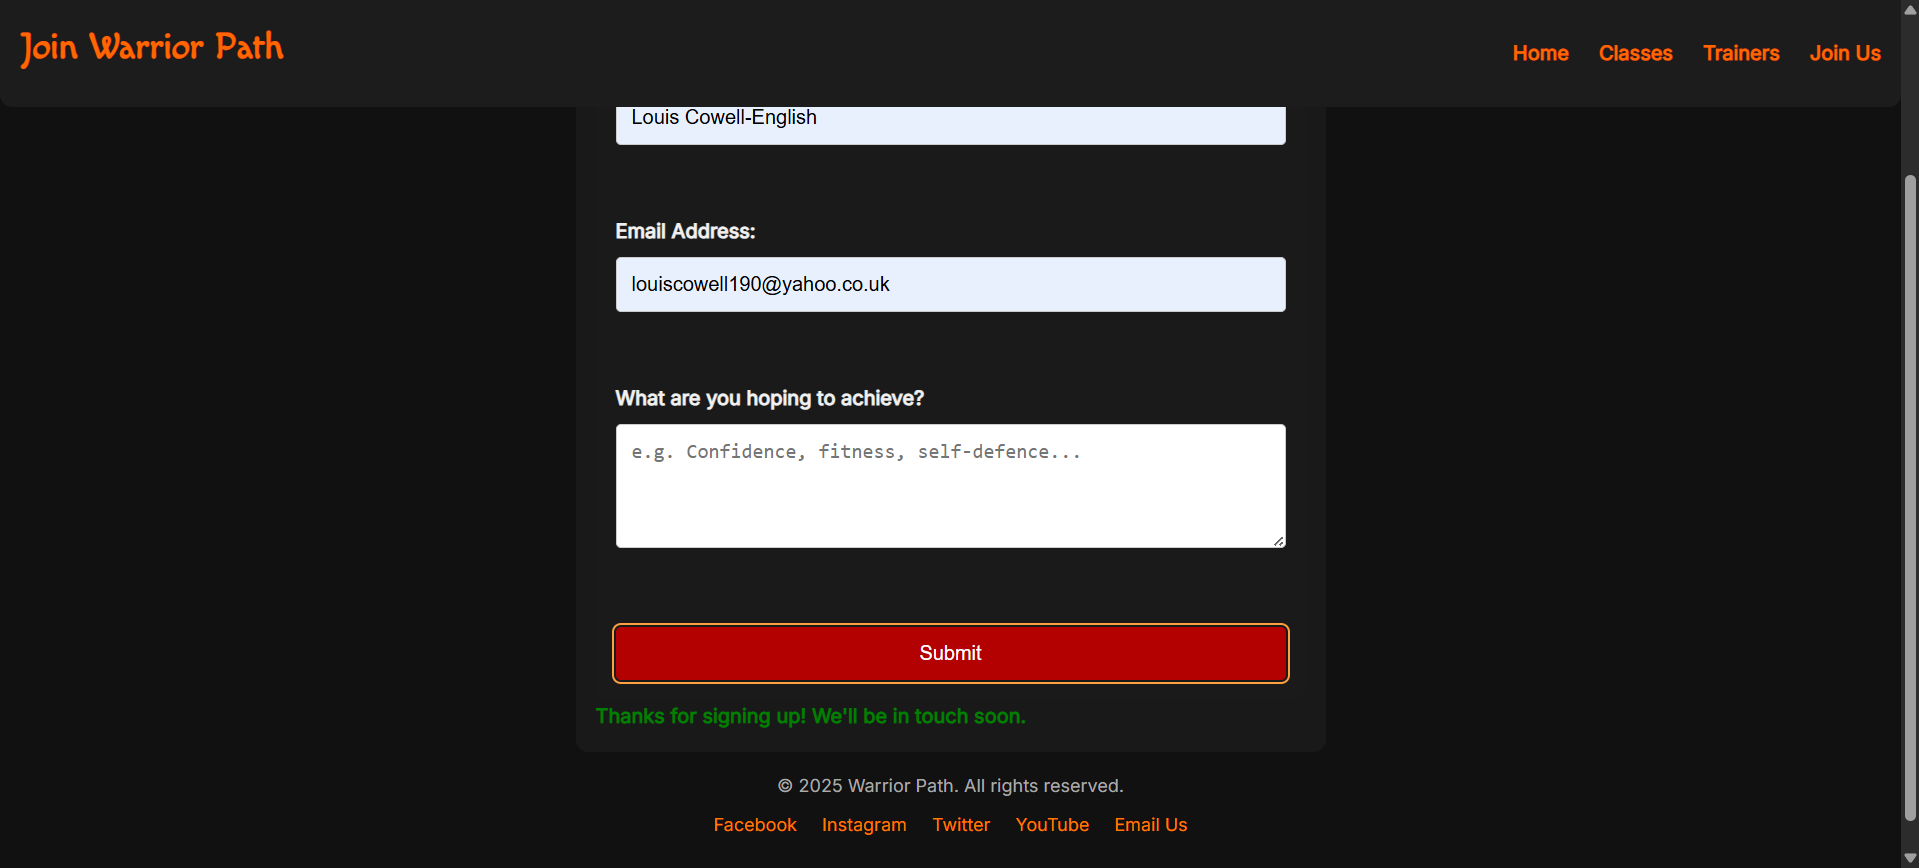 Join Warrior Path
Home Classes Trainers Join Us
Louis Cowell-English
Email Address:
louiscowell190@yahoo.co.uk
What are you hoping to achieve?
e.g. Confidence, fitness, self-defence...
Submit
Thanks for signing up! We'll be in touch soon.
© 2025 Warrior Path. All rights reserved.
Facebook Instagram Twitter YouTube Email Us